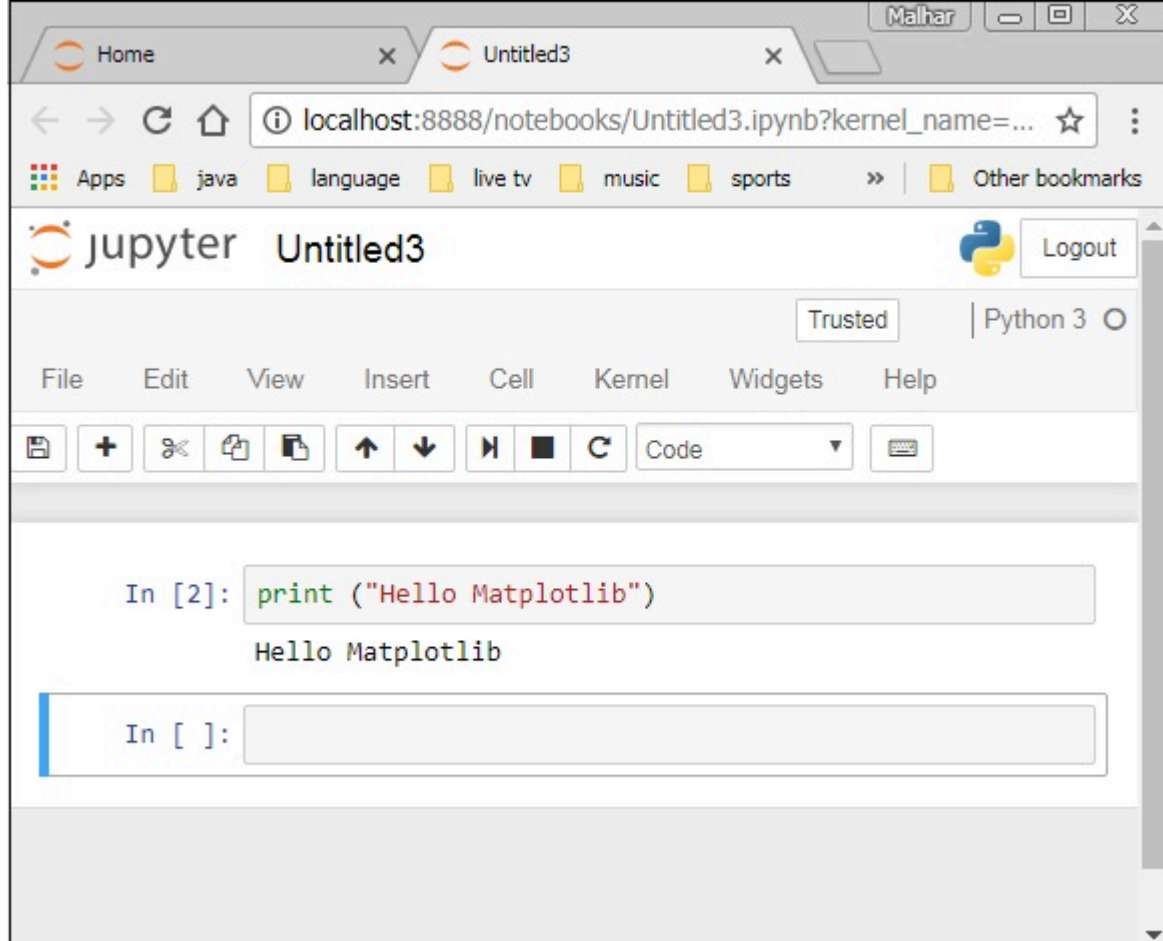 Malhar
Home
Untitled3
localhost:8888/notebooks/Untitled3.ipynb?kernel_name=...
Apps java language live tv music sports » Other bookmarks
jupyter Untitled3 Logout
Trusted Python 3
File Edit View Insert Cell Kernel Widgets Help
Code
In [2]: print ("Hello Matplotlib")
Hello Matplotlib
In [ ]: